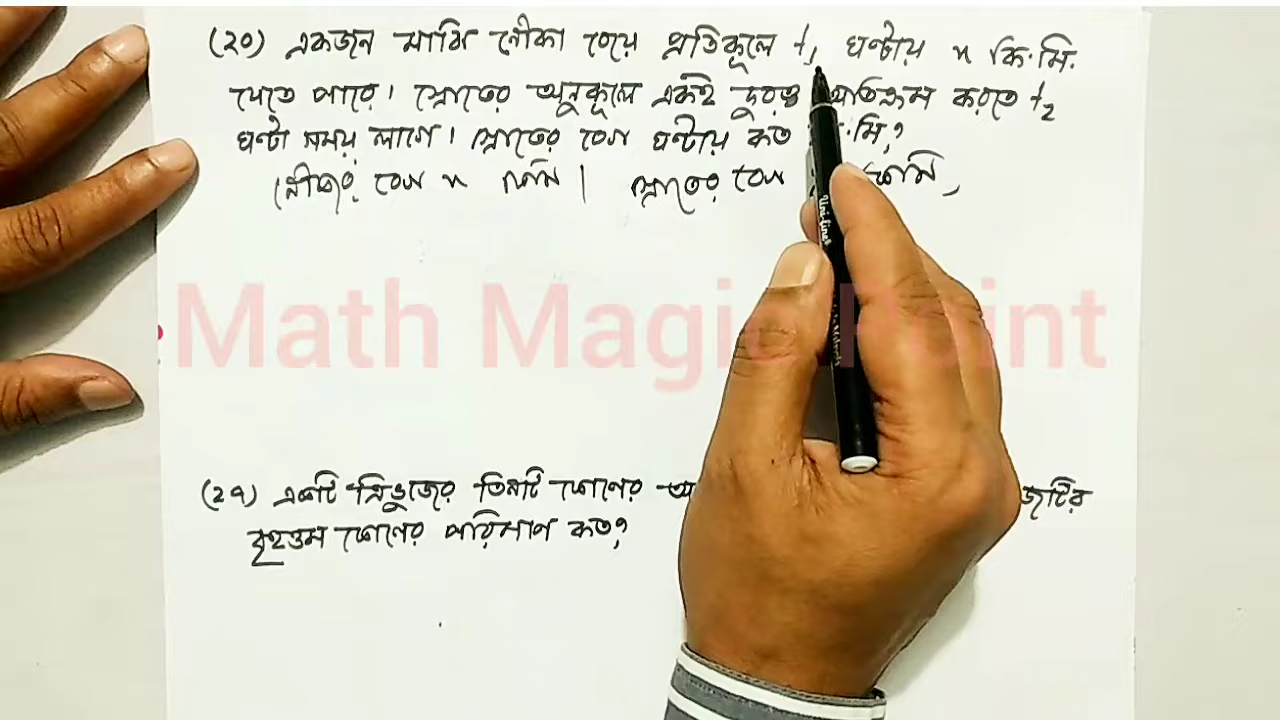 (২০) একজন মাঝি নৌকা বেয়ে প্রতিকূলে t₁ ঘণ্টায় x কি.মি.
যেতে পারে। স্রোতের অনুকূলে একই দুরত্ব অতিক্রম করতে t₂
ঘণ্টা সময় লাগে। স্রোতের বেগ ঘণ্টায় কত মি?
নৌকার বেগ x স্রোতের বেগ
Math Magic Point
(২৭) একটি ত্রিভুজের তিনটি কোণের
বৃহত্তম কোণের পরিমাণ কত?